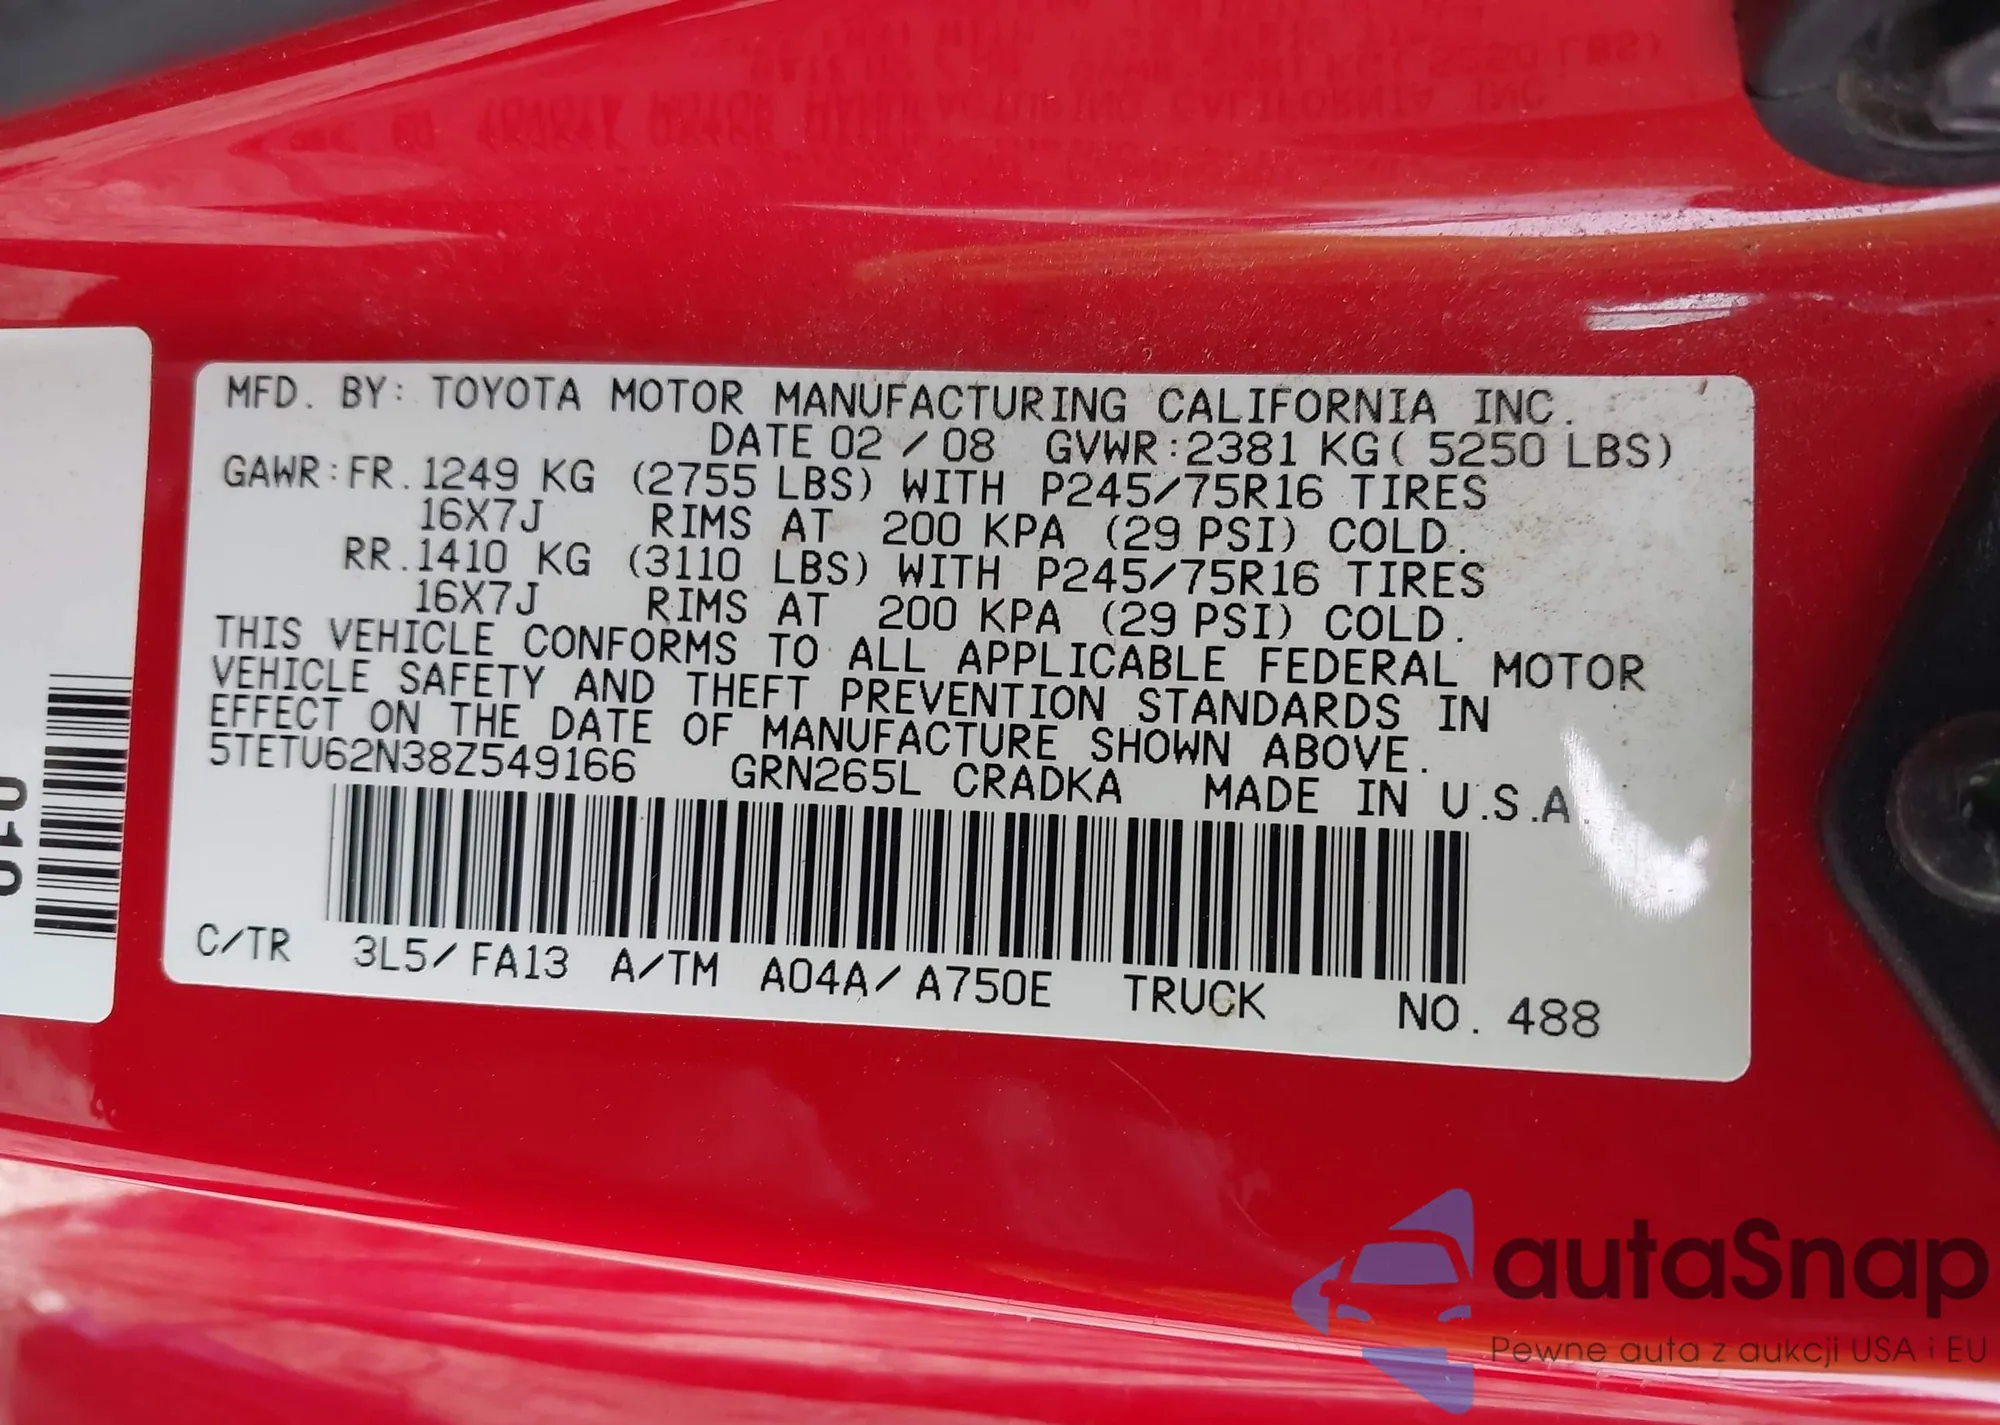 MFD. BY: TOYOTA MOTOR MANUFACTURING CALIFORNIA INC.
DATE 02 / 08 GVWR:2381 KG( 5250 LBS)
GAWR:FR.1249 KG (2755 LBS) WITH P245/75R16 TIRES
16X7J RIMS AT 200 KPA (29 PSI) COLD.
RR.1410 KG (3110 LBS) WITH P245/75R16 TIRES
16X7J RIMS AT 200 KPA (29 PSI) COLD.
THIS VEHICLE CONFORMS TO ALL APPLICABLE FEDERAL MOTOR
VEHICLE SAFETY AND THEFT PREVENTION STANDARDS IN
EFFECT ON THE DATE OF MANUFACTURE SHOWN ABOVE.
5TETU62N38Z549166 GRN265L CRADKA MADE IN U.S.A.
C/TR 3L5/FA13 A/TM A04A/A750E TRUCK NO. 488
autaSnap
Pewne auta z aukcji USA i EU